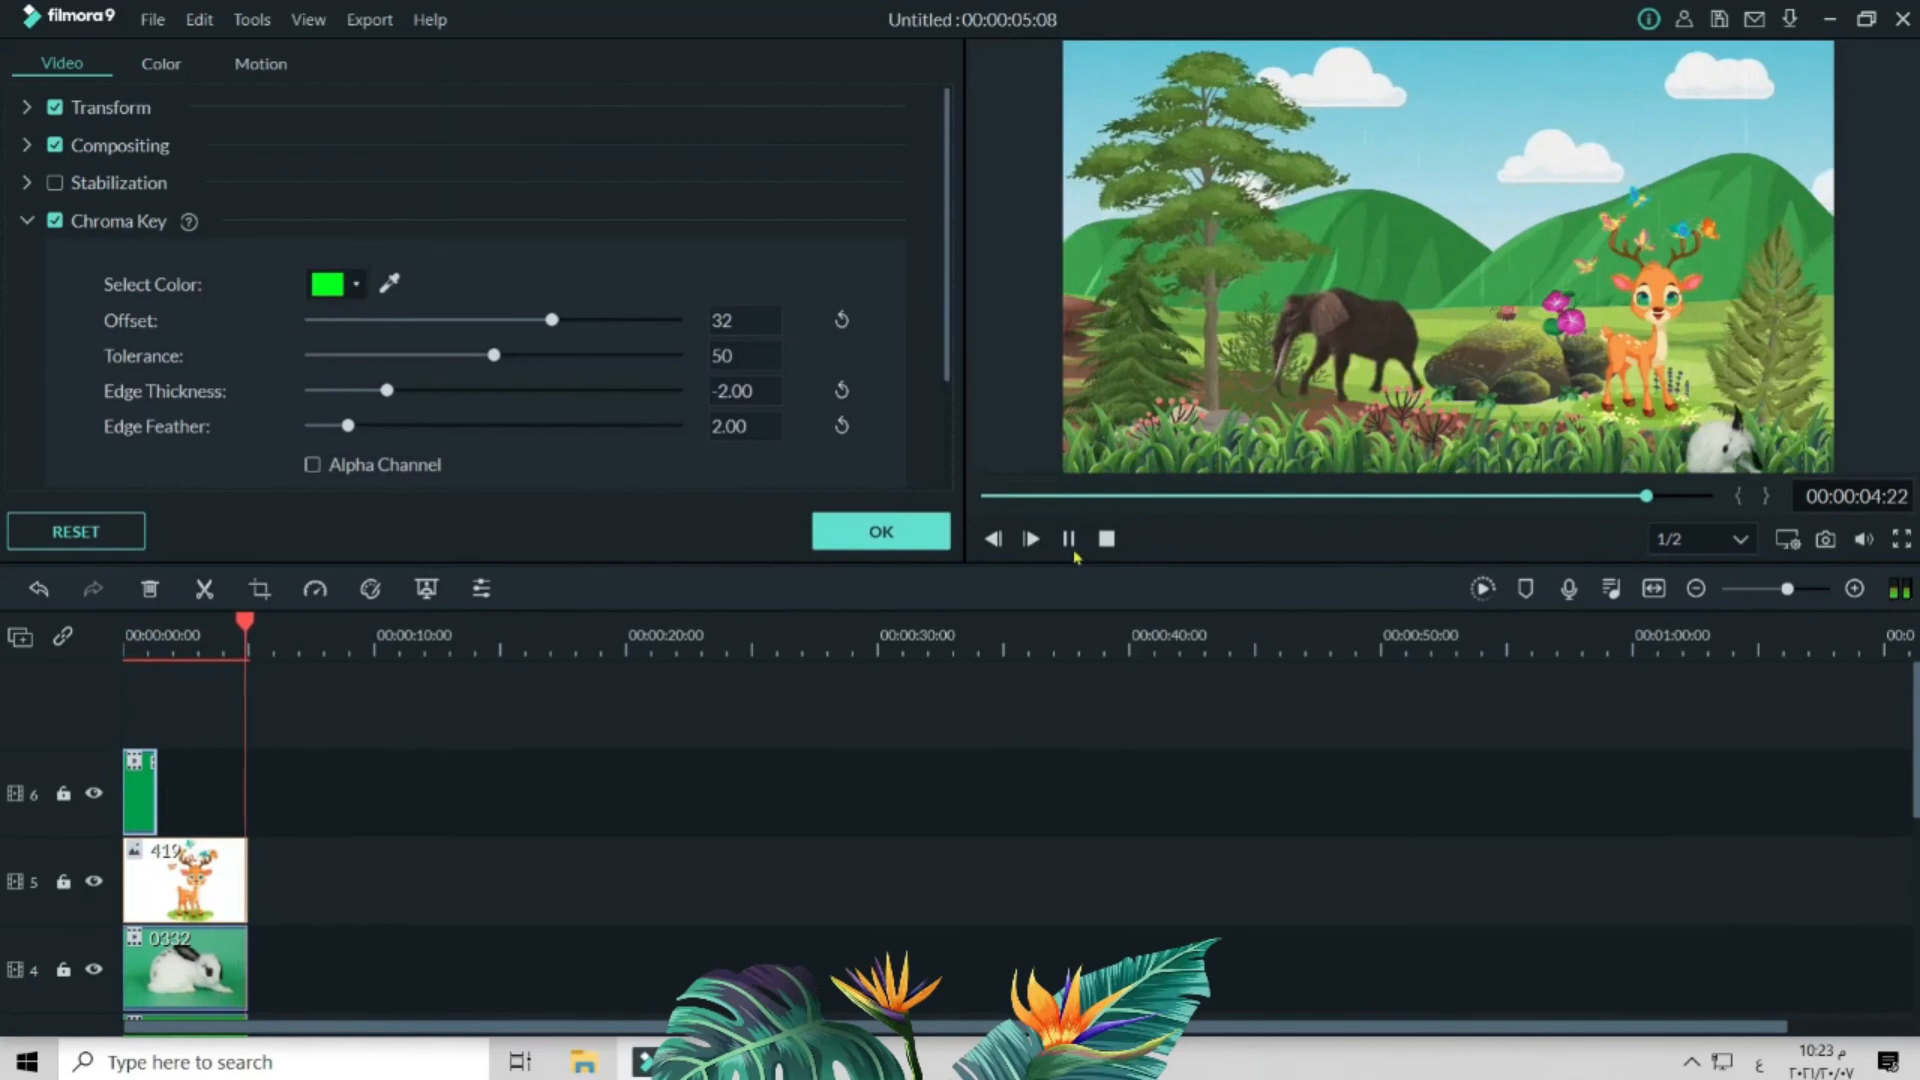 filmora9 File Edit Tools View Export Help Untitled : 00:00:05:08
Video Color Motion
Transform
Compositing
Stabilization
Chroma Key ?
Select Color:
Offset: 32
Tolerance: 50
Edge Thickness: -2.00
Edge Feather: 2.00
Alpha Channel
RESET OK
{ } 00:00:04:22
1/2
00:00:00:00 00:00:10:00 00:00:20:00 00:00:30:00 00:00:40:00 00:00:50:00 00:01:00:00 00:0
6
419
5
0332
4
Type here to search
10:23 م
ع